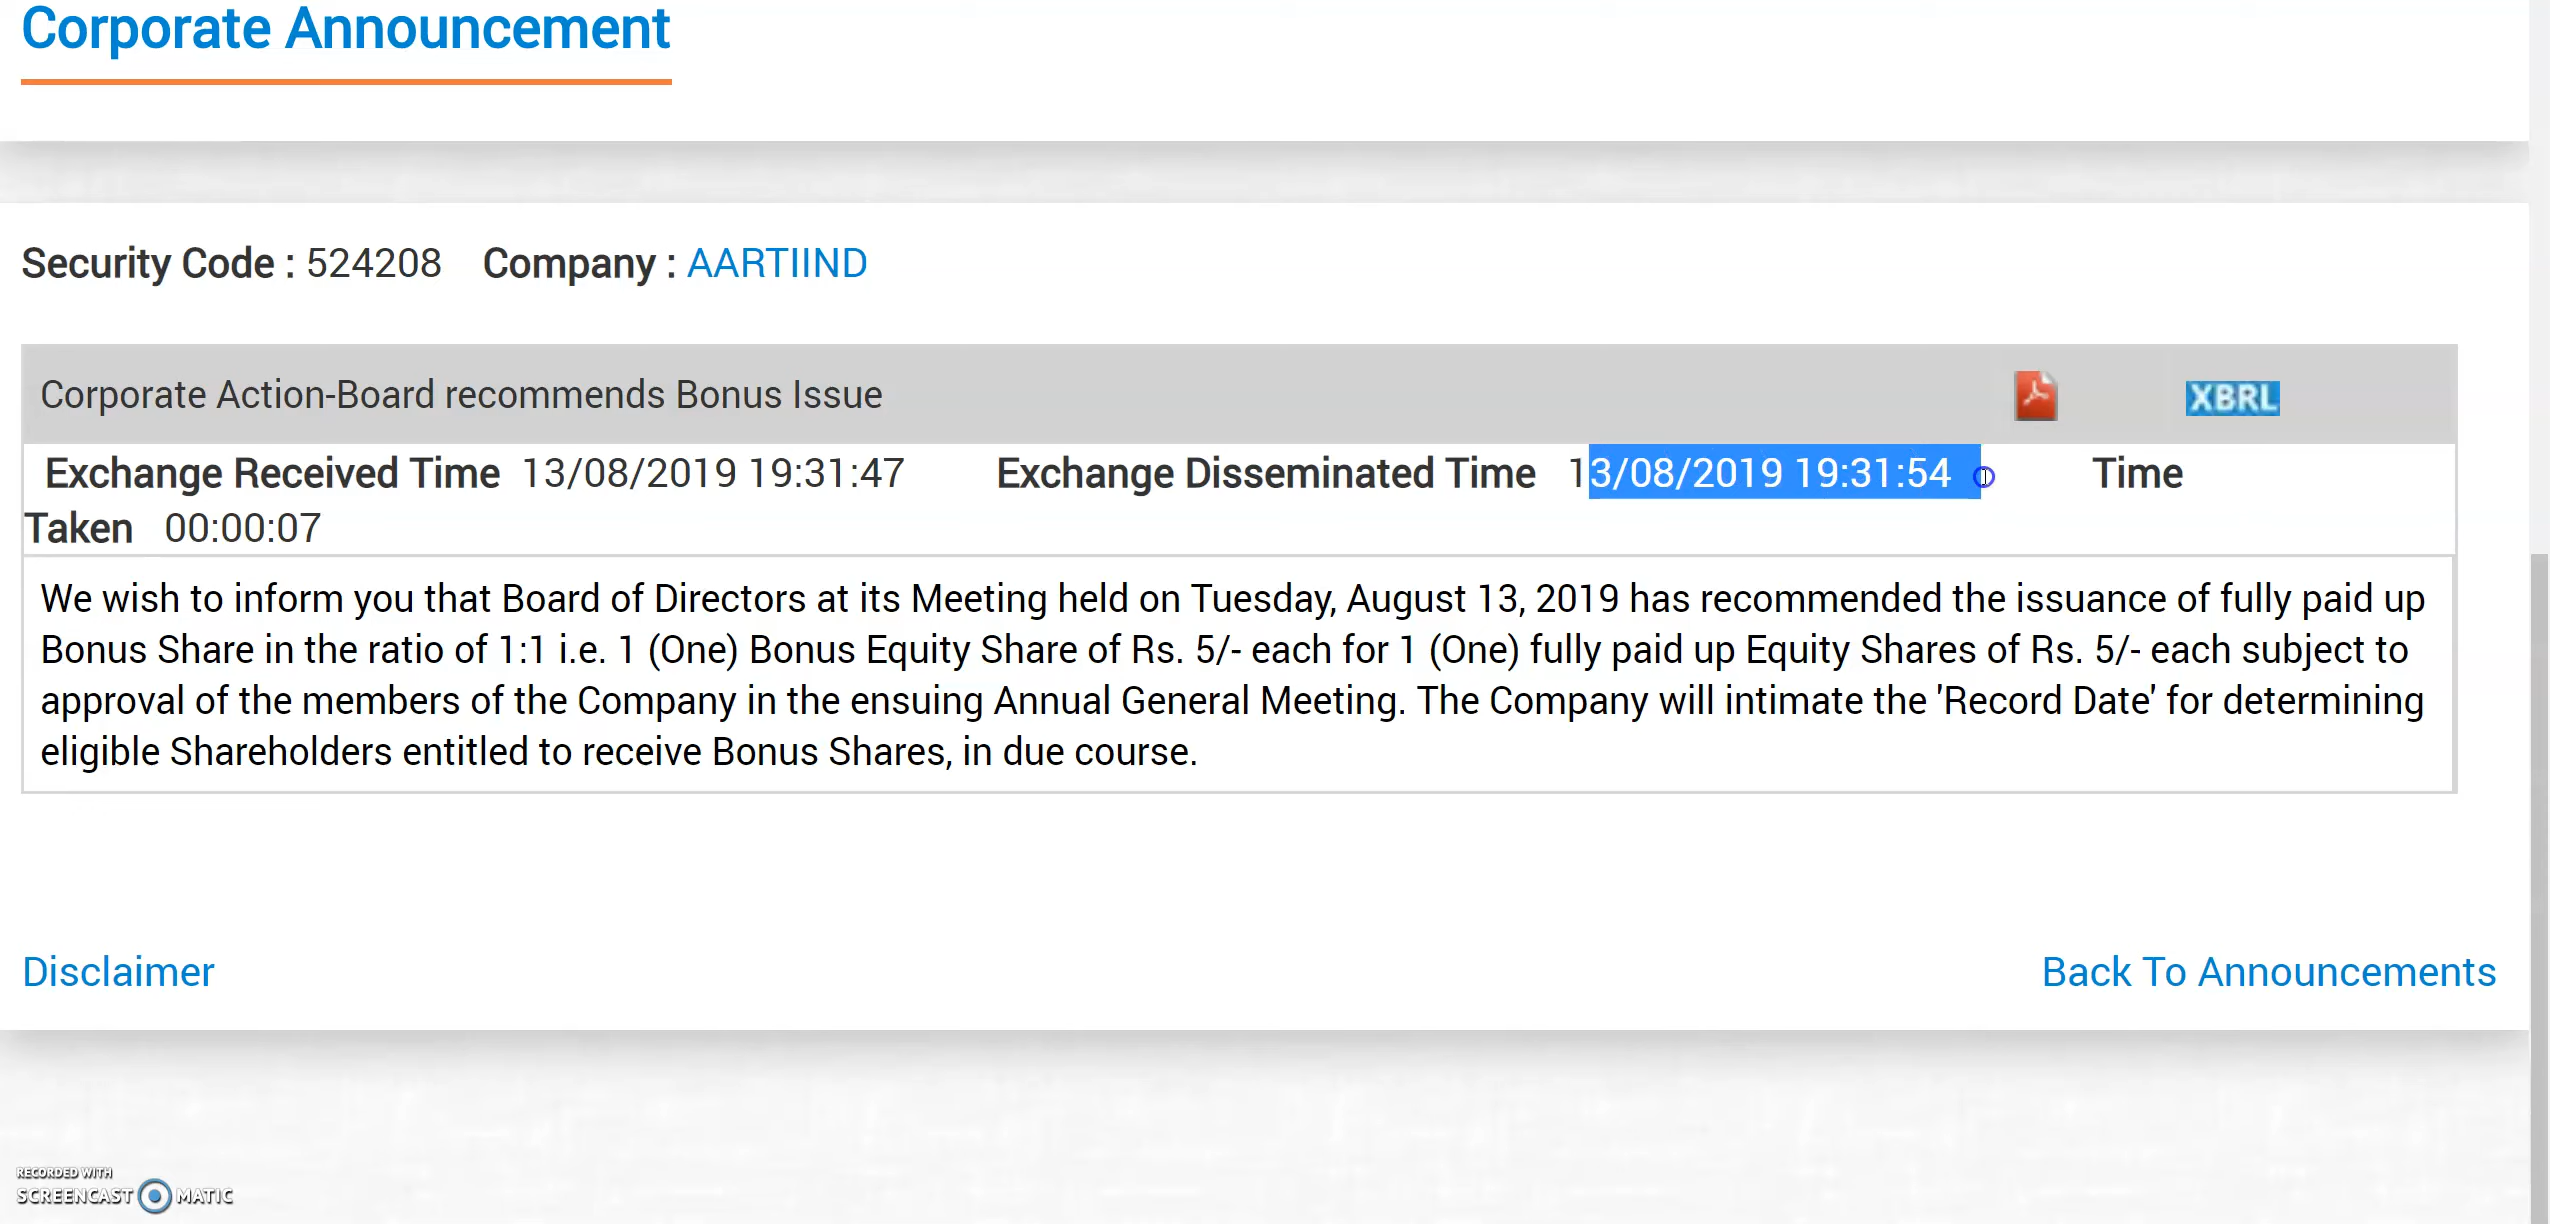 Corporate Announcement
Security Code : 524208 Company : AARTIIND
Corporate Action-Board recommends Bonus Issue XBRL
Exchange Received Time 13/08/2019 19:31:47 Exchange Disseminated Time 13/08/2019 19:31:54 Time
Taken 00:00:07
We wish to inform you that Board of Directors at its Meeting held on Tuesday, August 13, 2019 has recommended the issuance of fully paid up
Bonus Share in the ratio of 1:1 i.e. 1 (One) Bonus Equity Share of Rs. 5/- each for 1 (One) fully paid up Equity Shares of Rs. 5/- each subject to
approval of the members of the Company in the ensuing Annual General Meeting. The Company will intimate the 'Record Date' for determining
eligible Shareholders entitled to receive Bonus Shares, in due course.
Disclaimer Back To Announcements
RECORDED WITH
SCREENCAST MATIC